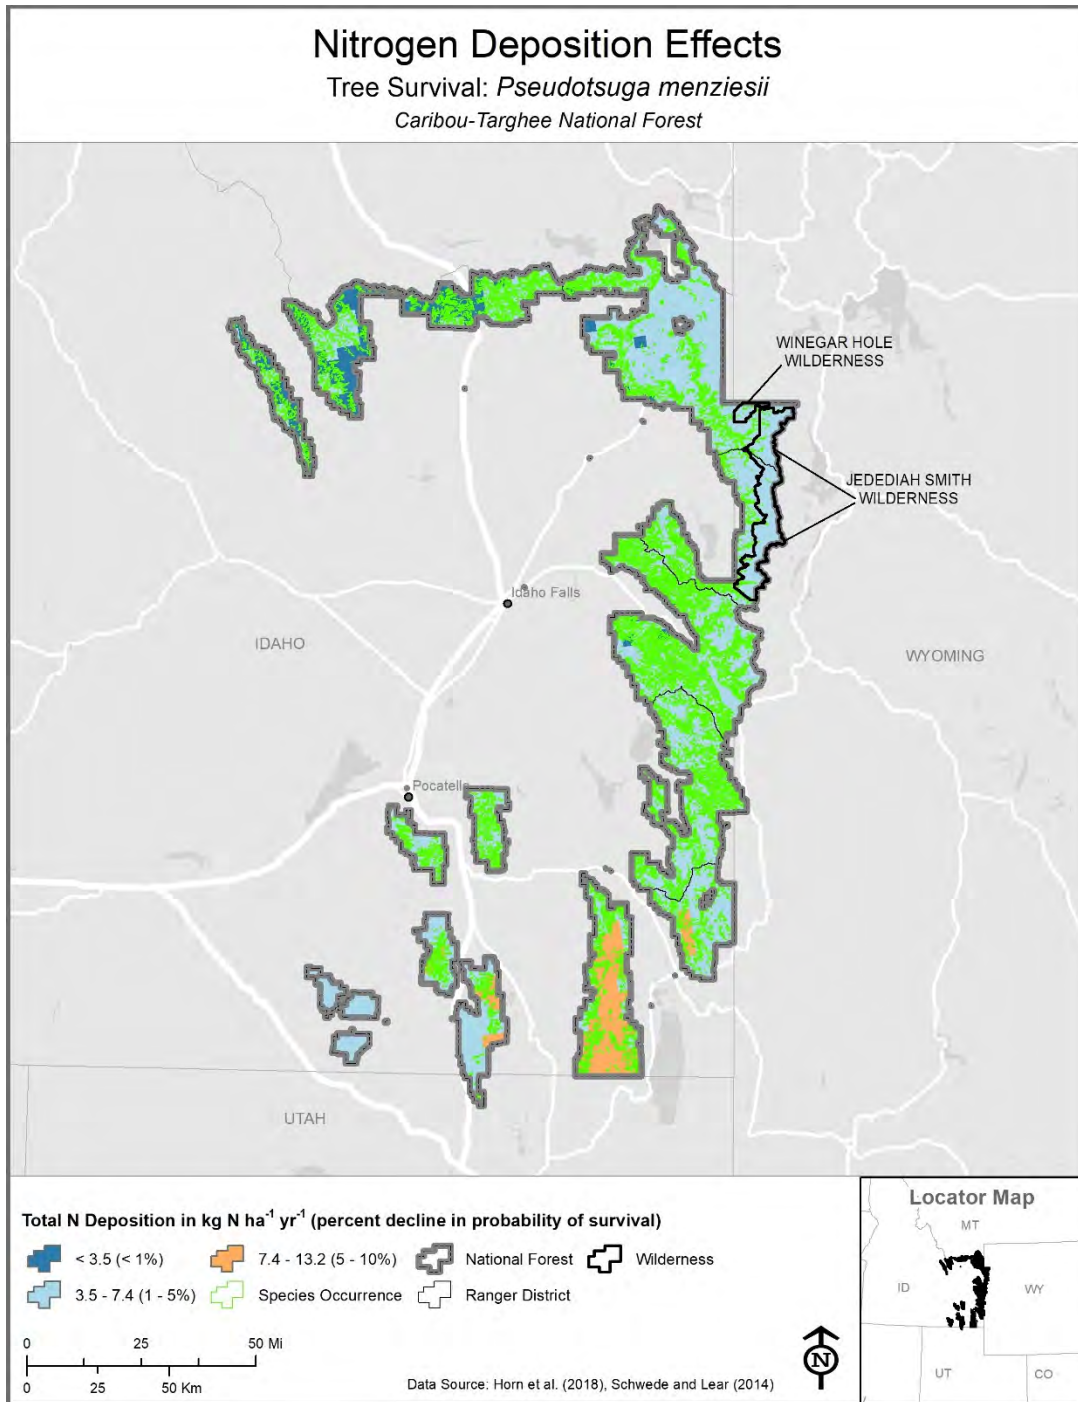 Nitrogen Deposition Effects
Tree Survival: Pseudotsuga menziesii
Caribou-Targhee National Forest
WINEGAR HOLE
WILDERNESS
JEDEDIAH SMITH
WILDERNESS
Idaho Falls
IDAHO
WYOMING
Pocatello
UTAH
Total N Deposition in kg N ha⁻¹ yr⁻¹ (percent decline in probability of survival)
< 3.5 (< 1%)
7.4 - 13.2 (5 - 10%)
National Forest
Wilderness
3.5 - 7.4 (1 - 5%)
Species Occurrence
Ranger District
0 25 50 Mi
0 25 50 Km
N
Data Source: Horn et al. (2018), Schwede and Lear (2014)
Locator Map
MT
ID
WY
UT
CO